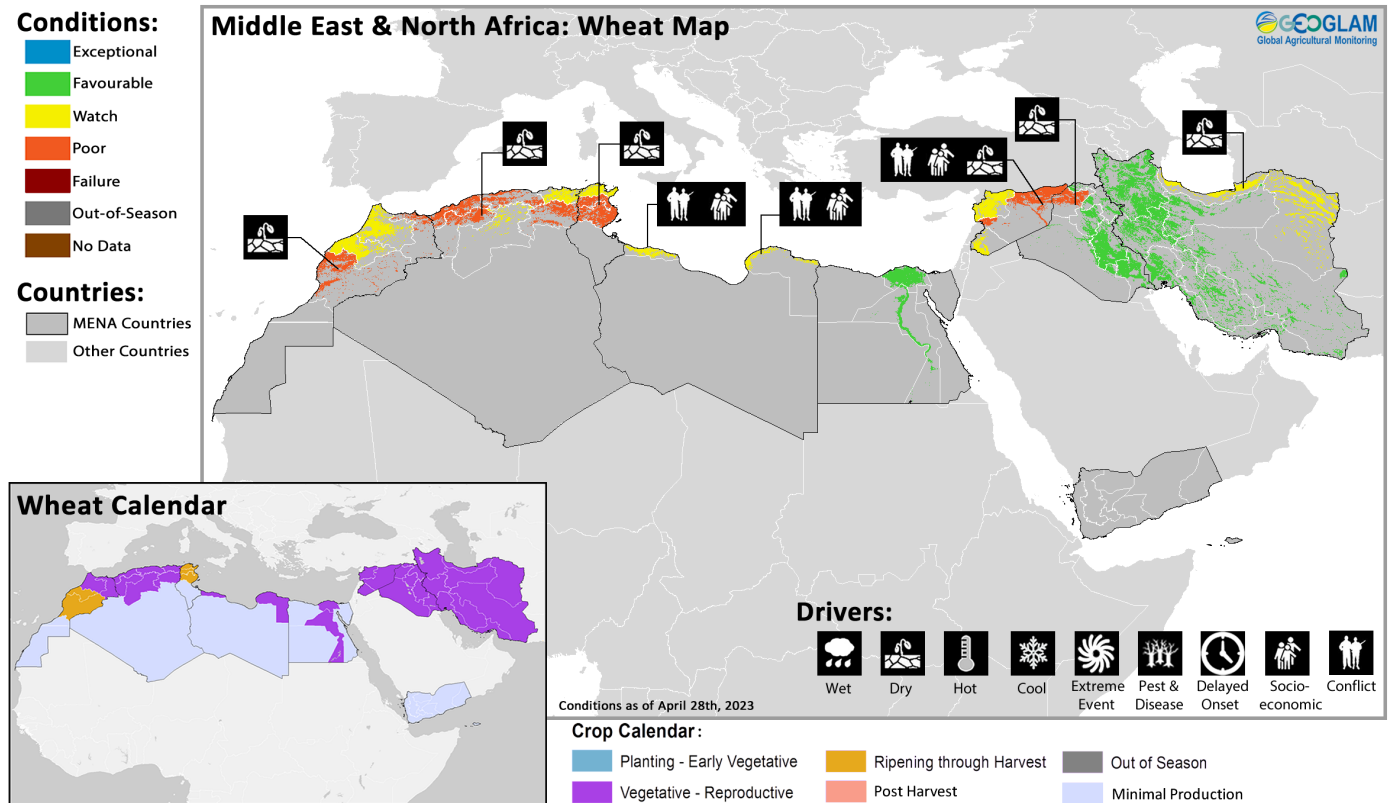 Conditions:
Exceptional
Favourable
Watch
Poor
Failure
Out-of-Season
No Data
Countries:
MENA Countries
Other Countries
Middle East & North Africa: Wheat Map
GEOGLAM
Global Agricultural Monitoring
Wheat Calendar
Drivers:
Wet
Dry
Hot
Cool
Extreme
Event
Pest &
Disease
Delayed
Onset
Socio-
economic
Conflict
Conditions as of April 28th, 2023
Crop Calendar:
Planting - Early Vegetative
Ripening through Harvest
Out of Season
Vegetative - Reproductive
Post Harvest
Minimal Production